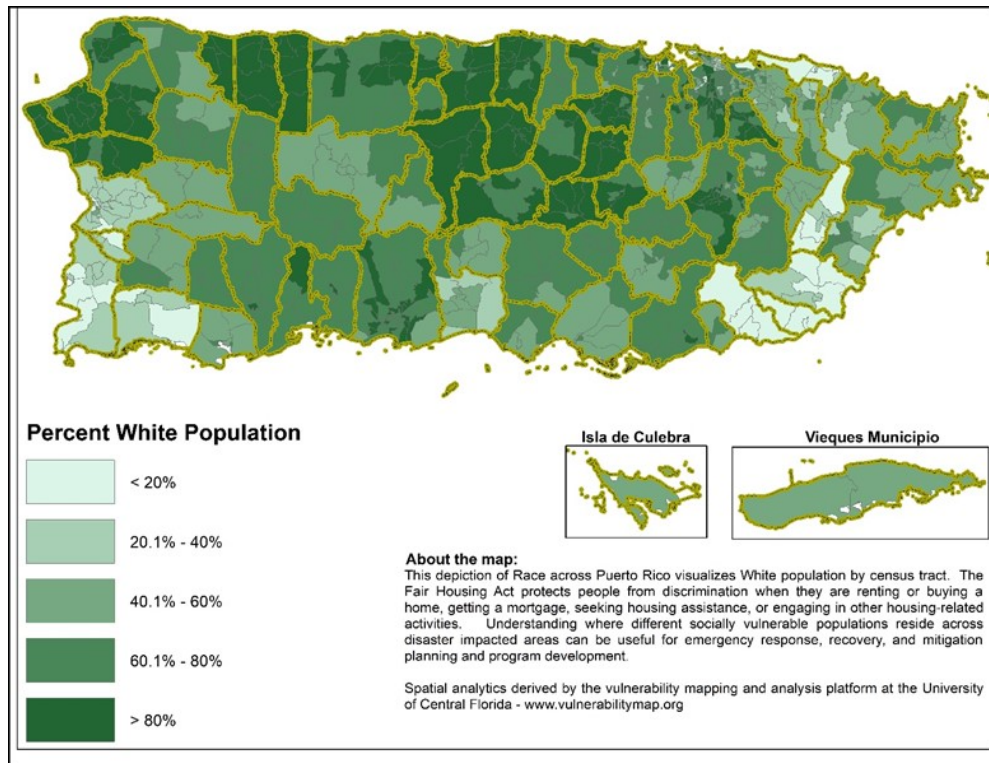 Percent White Population
< 20%
20.1% - 40%
40.1% - 60%
60.1% - 80%
> 80%
Isla de Culebra
Vieques Municipio
About the map:
This depiction of Race across Puerto Rico visualizes White population by census tract. The
Fair Housing Act protects people from discrimination when they are renting or buying a
home, getting a mortgage, seeking housing assistance, or engaging in other housing-related
activities. Understanding where different socially vulnerable populations reside across
disaster impacted areas can be useful for emergency response, recovery, and mitigation
planning and program development.
Spatial analytics derived by the vulnerability mapping and analysis platform at the University
of Central Florida - www.vulnerabilitymap.org